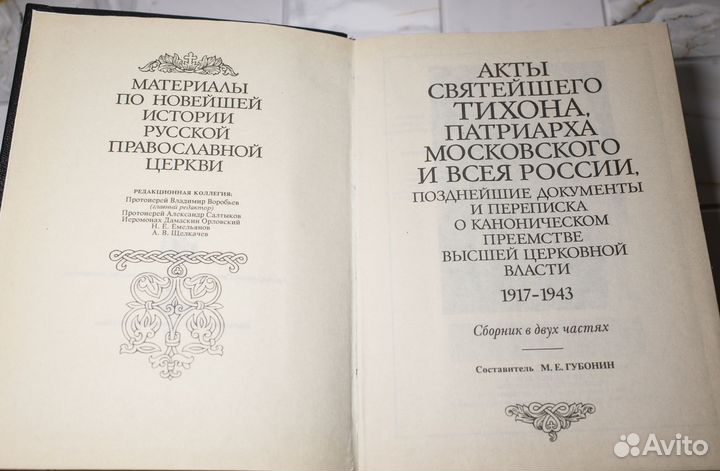 МАТЕРИАЛЫ
ПО НОВЕЙШЕЙ
ИСТОРИИ
РУССКОЙ
ПРАВОСЛАВНОЙ
ЦЕРКВИ
РЕДАКЦИОННАЯ КОЛЛЕГИЯ:
Протоиерей Владимир Воробьев
(главный редактор)
Протоиерей Александр Салтыков
Иеромонах Дамаскин Орловский
Н. Е. Емельянов
А. В. Щелкачев
АКТЫ
СВЯТЕЙШЕГО
ТИХОНА,
ПАТРИАРХА
МОСКОВСКОГО
И ВСЕЯ РОССИИ,
ПОЗДНЕЙШИЕ ДОКУМЕНТЫ
И ПЕРЕПИСКА
О КАНОНИЧЕСКОМ
ПРЕЕМСТВЕ
ВЫСШЕЙ ЦЕРКОВНОЙ
ВЛАСТИ
1917-1943
Сборник в двух частях
Составитель М. Е. ГУБОНИН
Avito